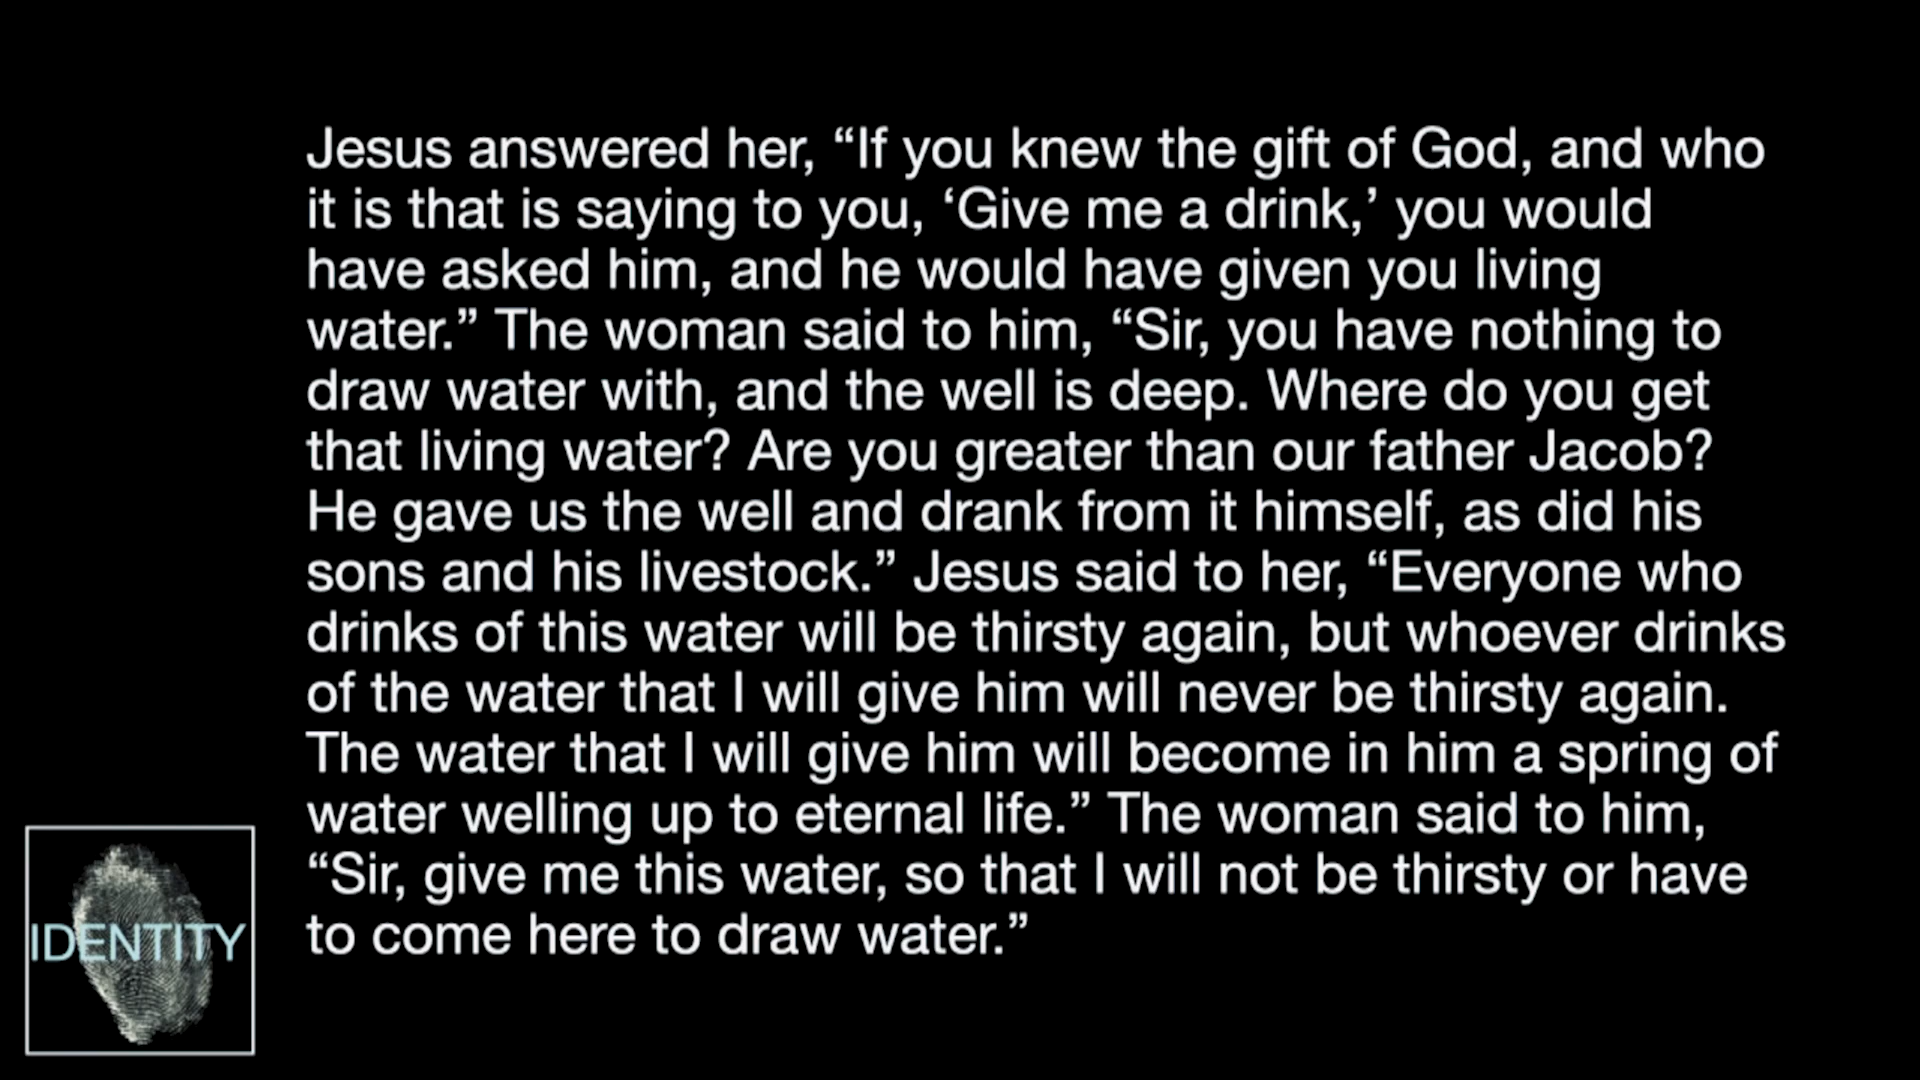 Jesus answered her, “If you knew the gift of God, and who
it is that is saying to you, ‘Give me a drink,’ you would
have asked him, and he would have given you living
water.” The woman said to him, “Sir, you have nothing to
draw water with, and the well is deep. Where do you get
that living water? Are you greater than our father Jacob?
He gave us the well and drank from it himself, as did his
sons and his livestock.” Jesus said to her, “Everyone who
drinks of this water will be thirsty again, but whoever drinks
of the water that I will give him will never be thirsty again.
The water that I will give him will become in him a spring of
water welling up to eternal life.” The woman said to him,
“Sir, give me this water, so that I will not be thirsty or have
to come here to draw water.”
IDENTITY